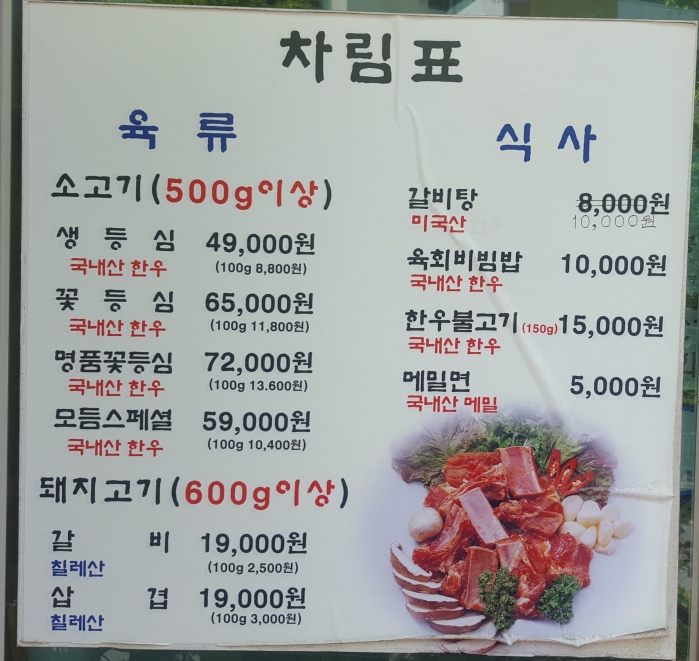 차림표
육 류
소고기(500g이상)
생 등 심 49,000원
국내산 한우 (100g 8,800원)
꽃 등 심 65,000원
국내산 한우 (100g 11,800원)
명품꽃등심 72,000원
국내산 한우 (100g 13.600원)
모듬스페셜 59,000원
국내산 한우 (100g 10,400원)
돼지고기(600g이상)
갈 비 19,000원
칠레산 (100g 2,500원)
삼 겹 19,000원
칠레산 (100g 3,000원)
식 사
갈비탕 8,000원
미국산 10,000원
육회비빔밥 10,000원
국내산 한우
한우불고기(150g) 15,000원
국내산 한우
메밀면 5,000원
국내산 메밀